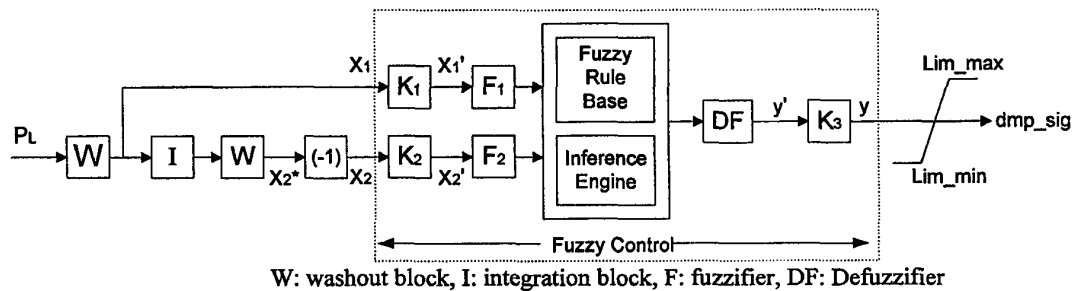 Lim_max
X₁
X₁'
K₁
F₁
Fuzzy
Rule
Base
PL
W
I
W
X₂*
(-1)
X₂
K₂
X₂'
F₂
Inference
Engine
DF
y'
K₃
y
dmp_sig
Lim_min
Fuzzy Control
W: washout block, I: integration block, F: fuzzifier, DF: Defuzzifier